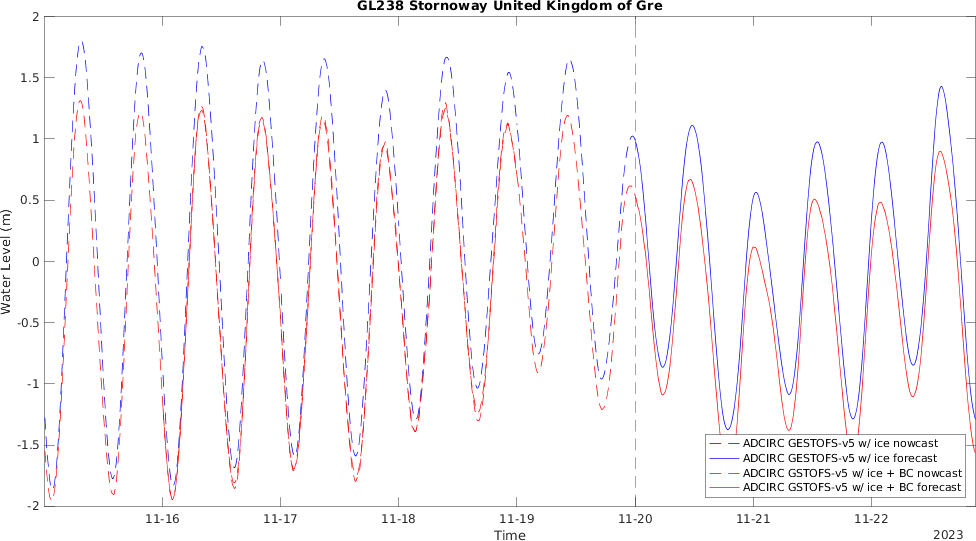 GL238 Stornoway United Kingdom of Gre
2
1.5
1
0.5
0
-0.5
-1
-1.5
-2
Water Level (m)
11-16
11-17
11-18
11-19
11-20
11-21
11-22
Time
2023
ADCIRC GESTOFS-v5 w/ ice nowcast
ADCIRC GESTOFS-v5 w/ ice forecast
ADCIRC GSTOFS-v5 w/ ice + BC nowcast
ADCIRC GSTOFS-v5 w/ ice + BC forecast